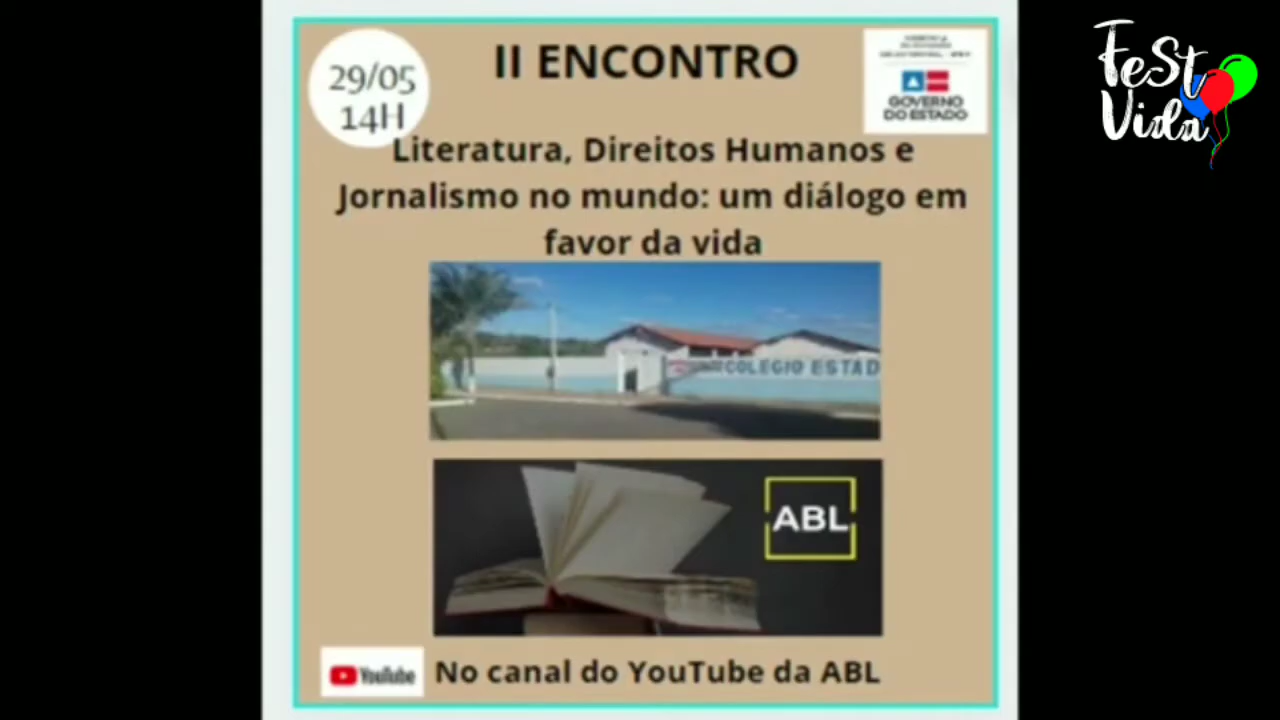 29/05
14H
II ENCONTRO
GOVERNO
DO ESTADO
FeSt
Vida
Literatura, Direitos Humanos e
Jornalismo no mundo: um diálogo em
favor da vida
COLEGIO ESTAD
ABL
YouTube
No canal do YouTube da ABL